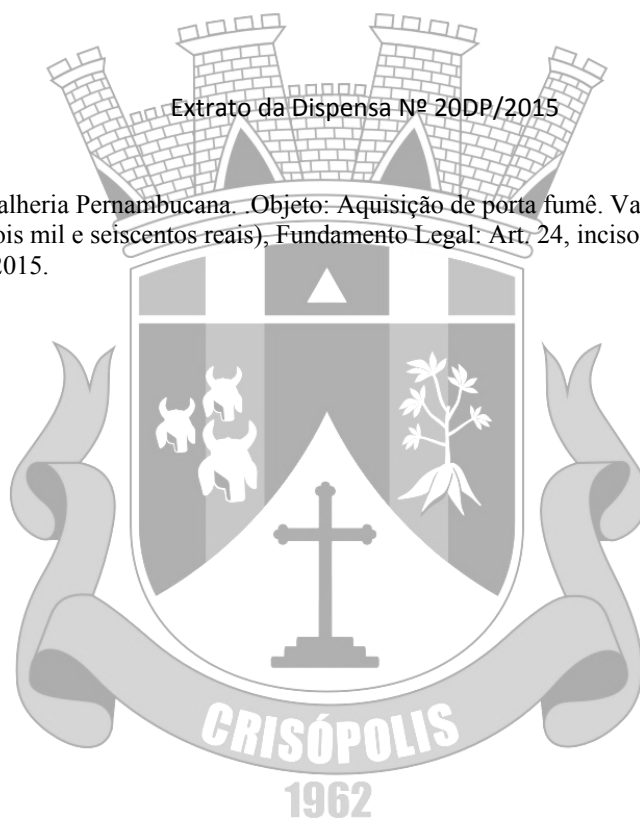 Extrato da Dispensa Nº 20DP/2015
alheria Pernambucana. .Objeto: Aquisição de porta fumê. Va
ois mil e seiscentos reais), Fundamento Legal: Art. 24, inciso
2015.
CRISÓPOLIS
1962